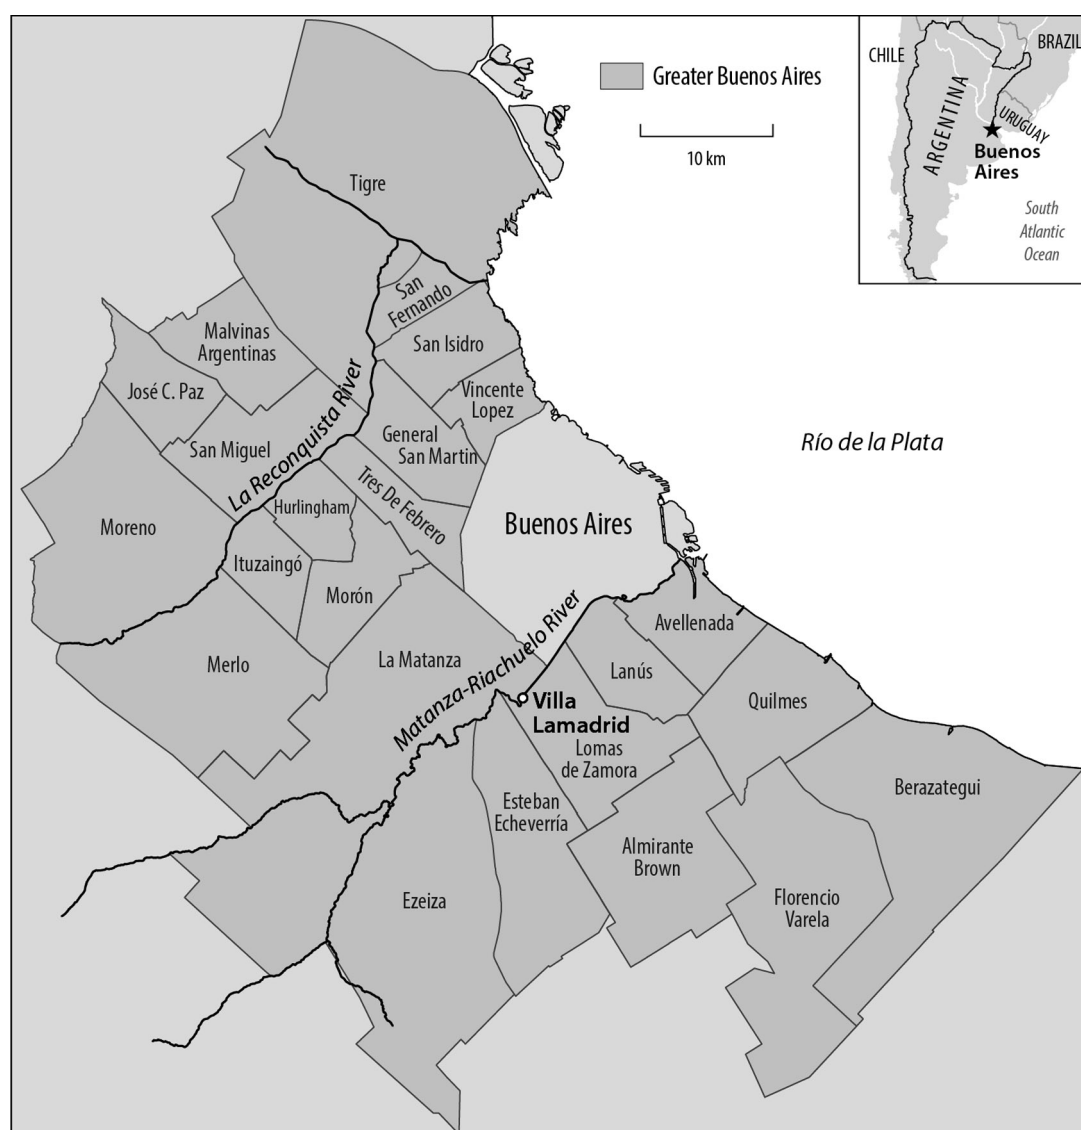 Greater Buenos Aires
10 km
CHILE
BRAZIL
ARGENTINA
URUGUAY
Buenos
Aires
South
Atlantic
Ocean
Tigre
San
Fernando
Malvinas
Argentinas
San Isidro
José C. Paz
Vincente
Lopez
La Reconquista River
General
San Martin
San Miguel
Río de la Plata
Tres De Febrero
Hurlingham
Moreno
Buenos Aires
Ituzaingó
Morón
Avellenada
Merlo
La Matanza
Matanza-Riachuelo River
Lanús
Villa
Lamadrid
Quilmes
Lomas
de Zamora
Berazategui
Esteban
Echeverría
Almirante
Brown
Ezeiza
Florencio
Varela